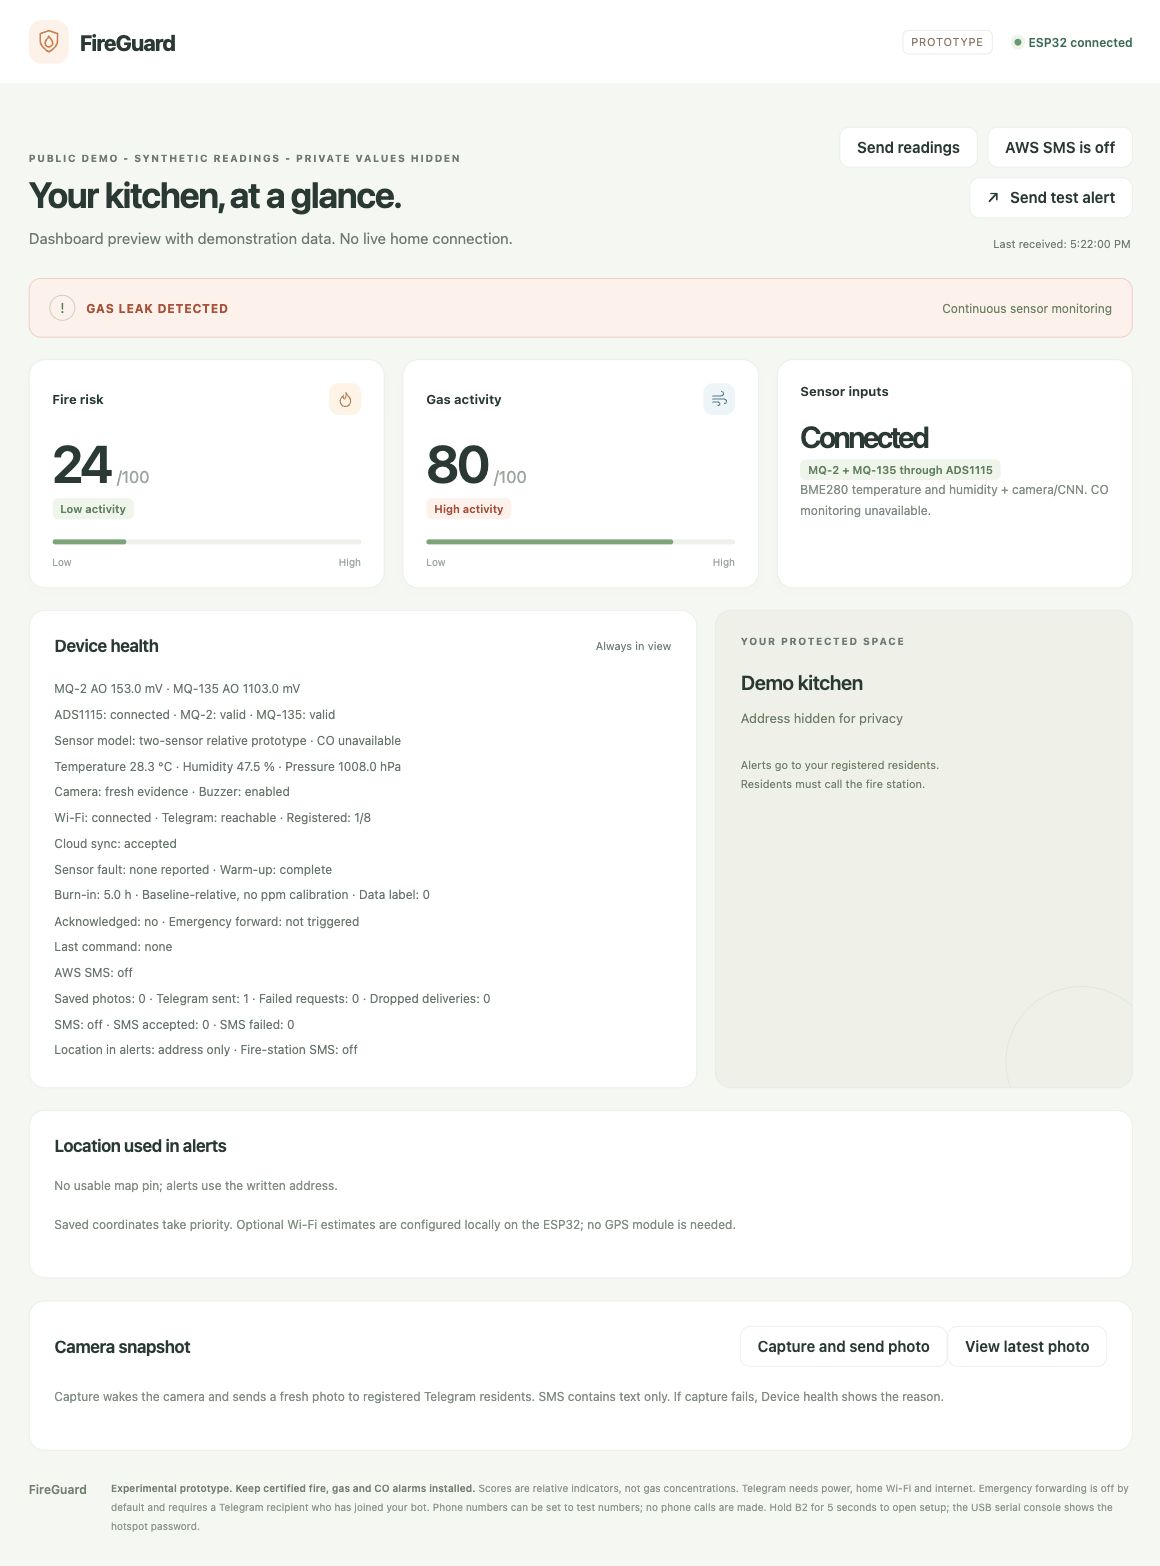 FireGuard
PROTOTYPE
ESP32 connected
Send readings
AWS SMS is off
PUBLIC DEMO - SYNTHETIC READINGS - PRIVATE VALUES HIDDEN
Your kitchen, at a glance.
Send test alert
Dashboard preview with demonstration data. No live home connection.
Last received: 5:22:00 PM
! GAS LEAK DETECTED
Continuous sensor monitoring
Fire risk
24 /100
Low activity
Low High
Gas activity
80 /100
High activity
Low High
Sensor inputs
Connected
MQ-2 + MQ-135 through ADS1115
BME280 temperature and humidity + camera/CNN. CO
monitoring unavailable.
Device health
Always in view
MQ-2 AO 153.0 mV · MQ-135 AO 1103.0 mV
ADS1115: connected · MQ-2: valid · MQ-135: valid
Sensor model: two-sensor relative prototype · CO unavailable
Temperature 28.3 °C · Humidity 47.5 % · Pressure 1008.0 hPa
Camera: fresh evidence · Buzzer: enabled
Wi-Fi: connected · Telegram: reachable · Registered: 1/8
Cloud sync: accepted
Sensor fault: none reported · Warm-up: complete
Burn-in: 5.0 h · Baseline-relative, no ppm calibration · Data label: 0
Acknowledged: no · Emergency forward: not triggered
Last command: none
AWS SMS: off
Saved photos: 0 · Telegram sent: 1 · Failed requests: 0 · Dropped deliveries: 0
SMS: off · SMS accepted: 0 · SMS failed: 0
Location in alerts: address only · Fire-station SMS: off
YOUR PROTECTED SPACE
Demo kitchen
Address hidden for privacy
Alerts go to your registered residents.
Residents must call the fire station.
Location used in alerts
No usable map pin; alerts use the written address.
Saved coordinates take priority. Optional Wi-Fi estimates are configured locally on the ESP32; no GPS module is needed.
Camera snapshot
Capture and send photo
View latest photo
Capture wakes the camera and sends a fresh photo to registered Telegram residents. SMS contains text only. If capture fails, Device health shows the reason.
FireGuard
Experimental prototype. Keep certified fire, gas and CO alarms installed. Scores are relative indicators, not gas concentrations. Telegram needs power, home Wi-Fi and internet. Emergency forwarding is off by
default and requires a Telegram recipient who has joined your bot. Phone numbers can be set to test numbers; no phone calls are made. Hold B2 for 5 seconds to open setup; the USB serial console shows the
hotspot password.